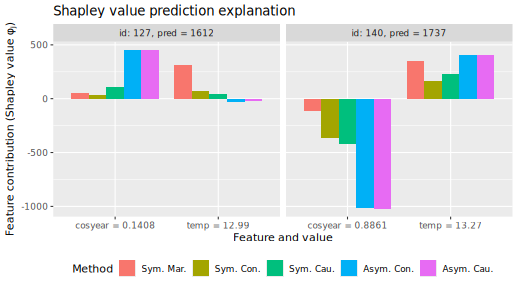 Shapley value prediction explanation
id: 127, pred = 1612
id: 140, pred = 1737
Feature contribution (Shapley value φj)
500
0
-500
-1000
cosyear = 0.1408
temp = 12.99
cosyear = 0.8861
temp = 13.27
Feature and value
Method
Sym. Mar.
Sym. Con.
Sym. Cau.
Asym. Con.
Asym. Cau.